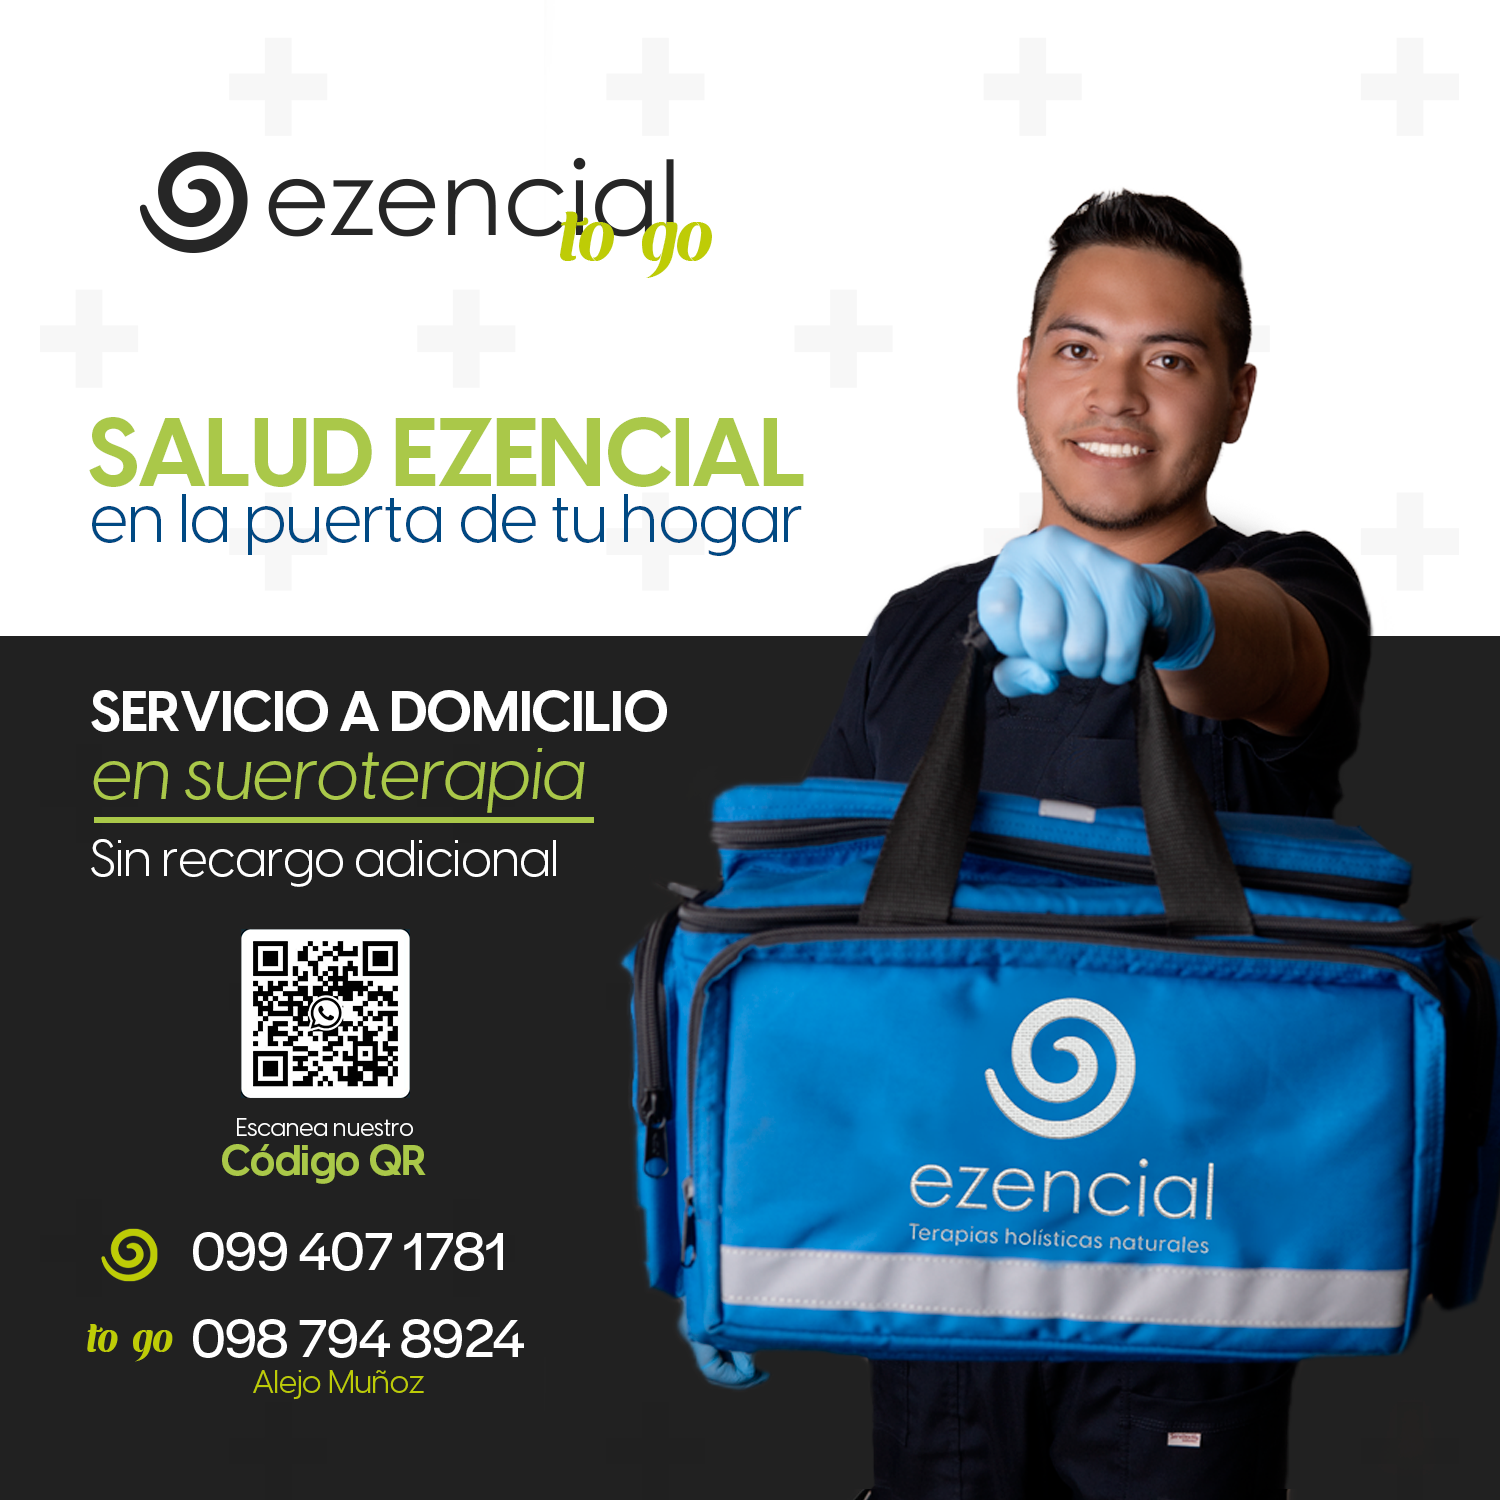 ezencial
to go
SALUD EZENCIAL
en la puerta de tu hogar
SERVICIO A DOMICILIO
en sueroterapia
Sin recargo adicional
Escanea nuestro
Código QR
099 407 1781
to go 098 794 8924
Alejo Muñoz
ezencial
Terapias holísticas naturales